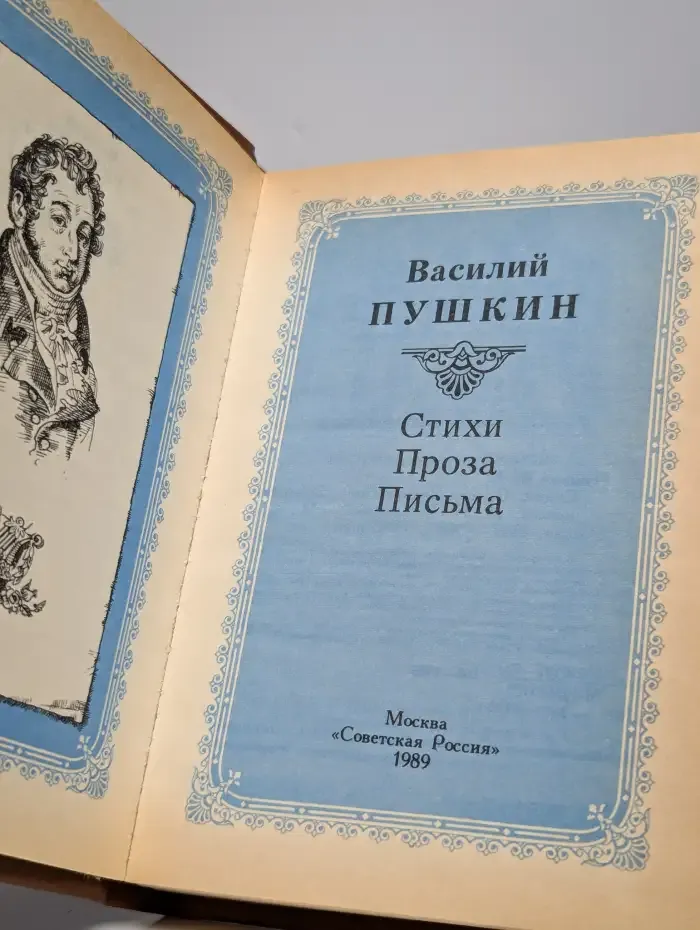 Василий
ПУШКИН
Стихи
Проза
Письма
Москва
«Советская Россия»
1989